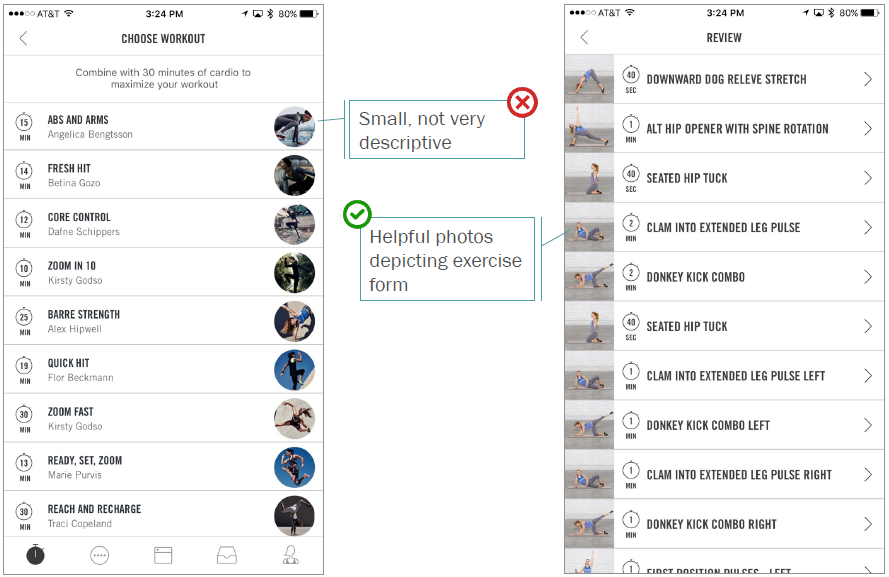 AT&T 3:24 PM 80%
CHOOSE WORKOUT
Combine with 30 minutes of cardio to
maximize your workout
15 MIN
ABS AND ARMS
Angelica Bengtsson
14 MIN
FRESH HIT
Betina Gozo
12 MIN
CORE CONTROL
Dafne Schippers
10 MIN
ZOOM IN 10
Kirsty Godso
25 MIN
BARRE STRENGTH
Alex Hipwell
19 MIN
QUICK HIT
Flor Beckmann
30 MIN
ZOOM FAST
Kirsty Godso
13 MIN
READY, SET, ZOOM
Marie Purvis
30 MIN
REACH AND RECHARGE
Traci Copeland
Small, not very
descriptive
Helpful photos
depicting exercise
form
AT&T 3:24 PM 80%
REVIEW
40 SEC DOWNWARD DOG RELEVE STRETCH
1 MIN ALT HIP OPENER WITH SPINE ROTATION
40 SEC SEATED HIP TUCK
2 MIN CLAM INTO EXTENDED LEG PULSE
2 MIN DONKEY KICK COMBO
40 SEC SEATED HIP TUCK
1 MIN CLAM INTO EXTENDED LEG PULSE LEFT
1 MIN DONKEY KICK COMBO LEFT
1 MIN CLAM INTO EXTENDED LEG PULSE RIGHT
1 MIN DONKEY KICK COMBO RIGHT
1 FIRST POSITION PULSES - LEFT